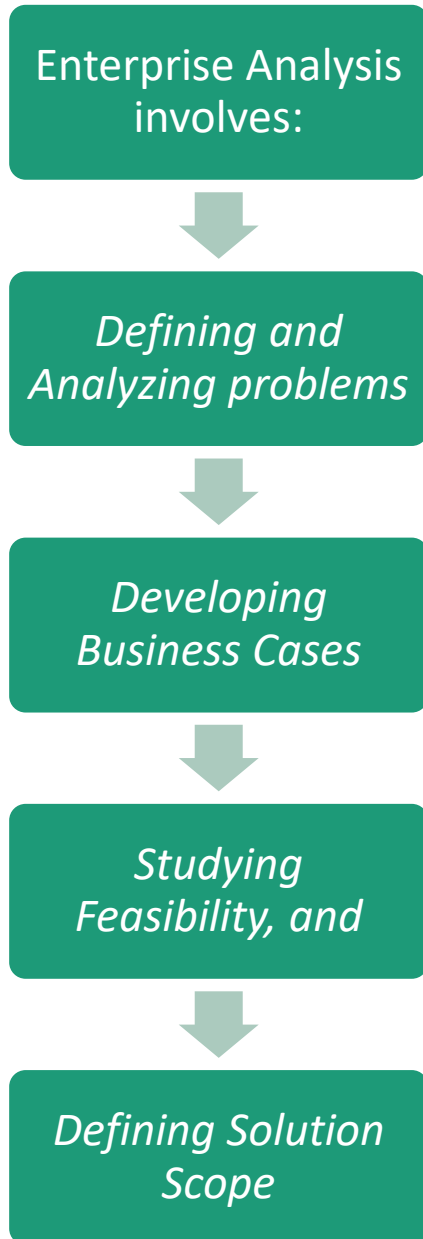 Enterprise Analysis
involves:
Defining and
Analyzing problems
Developing
Business Cases
Studying
Feasibility, and
Defining Solution
Scope